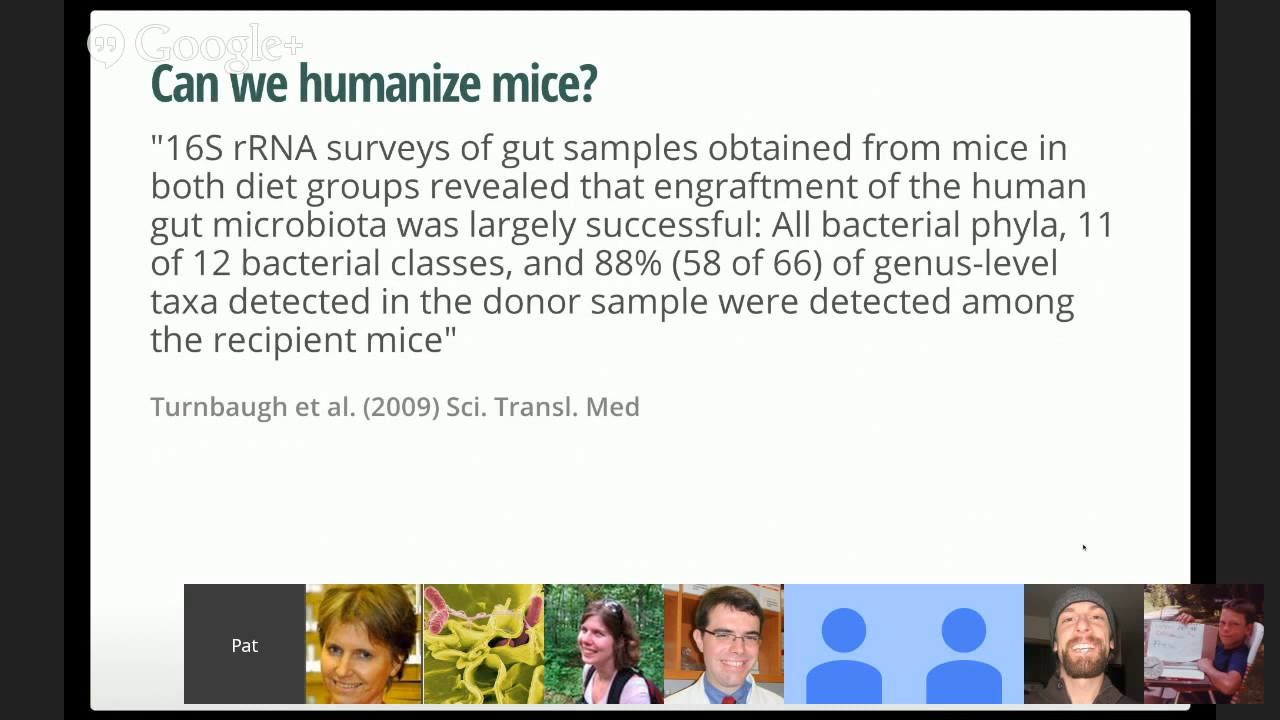 Google+
Can we humanize mice?
"16S rRNA surveys of gut samples obtained from mice in
both diet groups revealed that engraftment of the human
gut microbiota was largely successful: All bacterial phyla, 11
of 12 bacterial classes, and 88% (58 of 66) of genus-level
taxa detected in the donor sample were detected among
the recipient mice"
Turnbaugh et al. (2009) Sci. Transl. Med
Pat